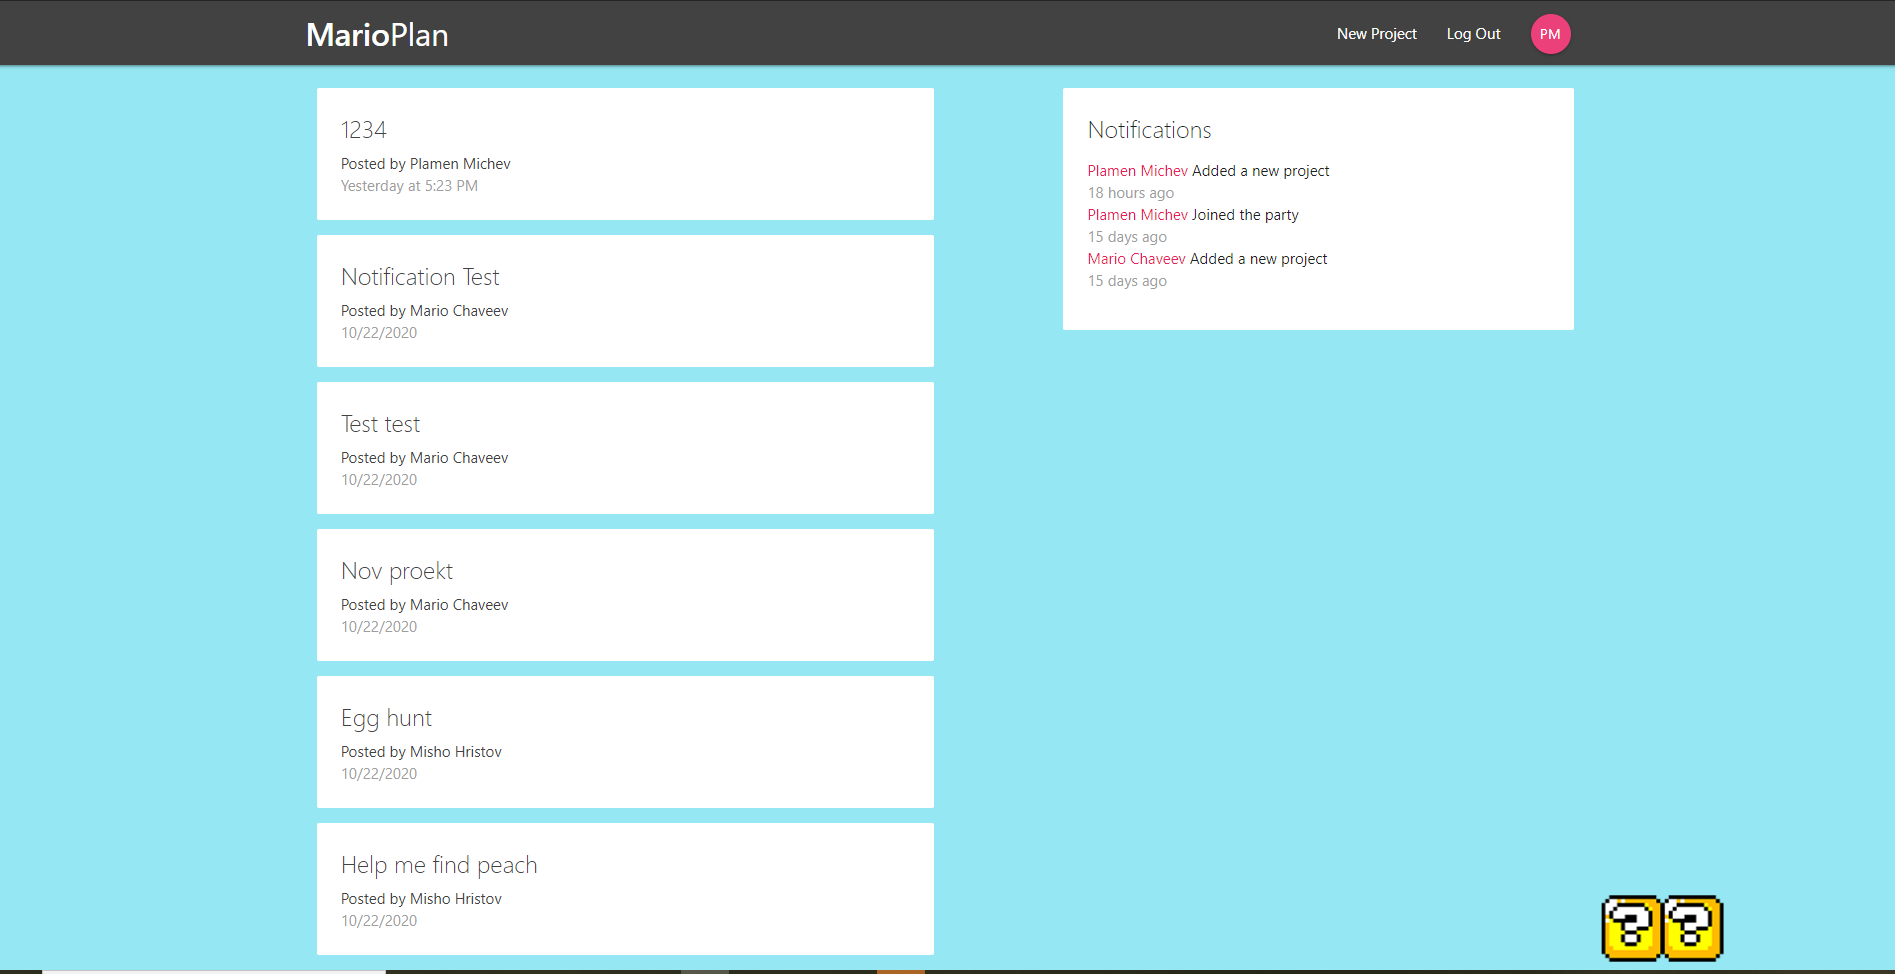 MarioPlan
New Project
Log Out
PM
1234
Posted by Plamen Michev
Yesterday at 5:23 PM
Notification Test
Posted by Mario Chaveev
10/22/2020
Test test
Posted by Mario Chaveev
10/22/2020
Nov proekt
Posted by Mario Chaveev
10/22/2020
Egg hunt
Posted by Misho Hristov
10/22/2020
Help me find peach
Posted by Misho Hristov
10/22/2020
Notifications
Plamen Michev Added a new project
18 hours ago
Plamen Michev Joined the party
15 days ago
Mario Chaveev Added a new project
15 days ago
? ?